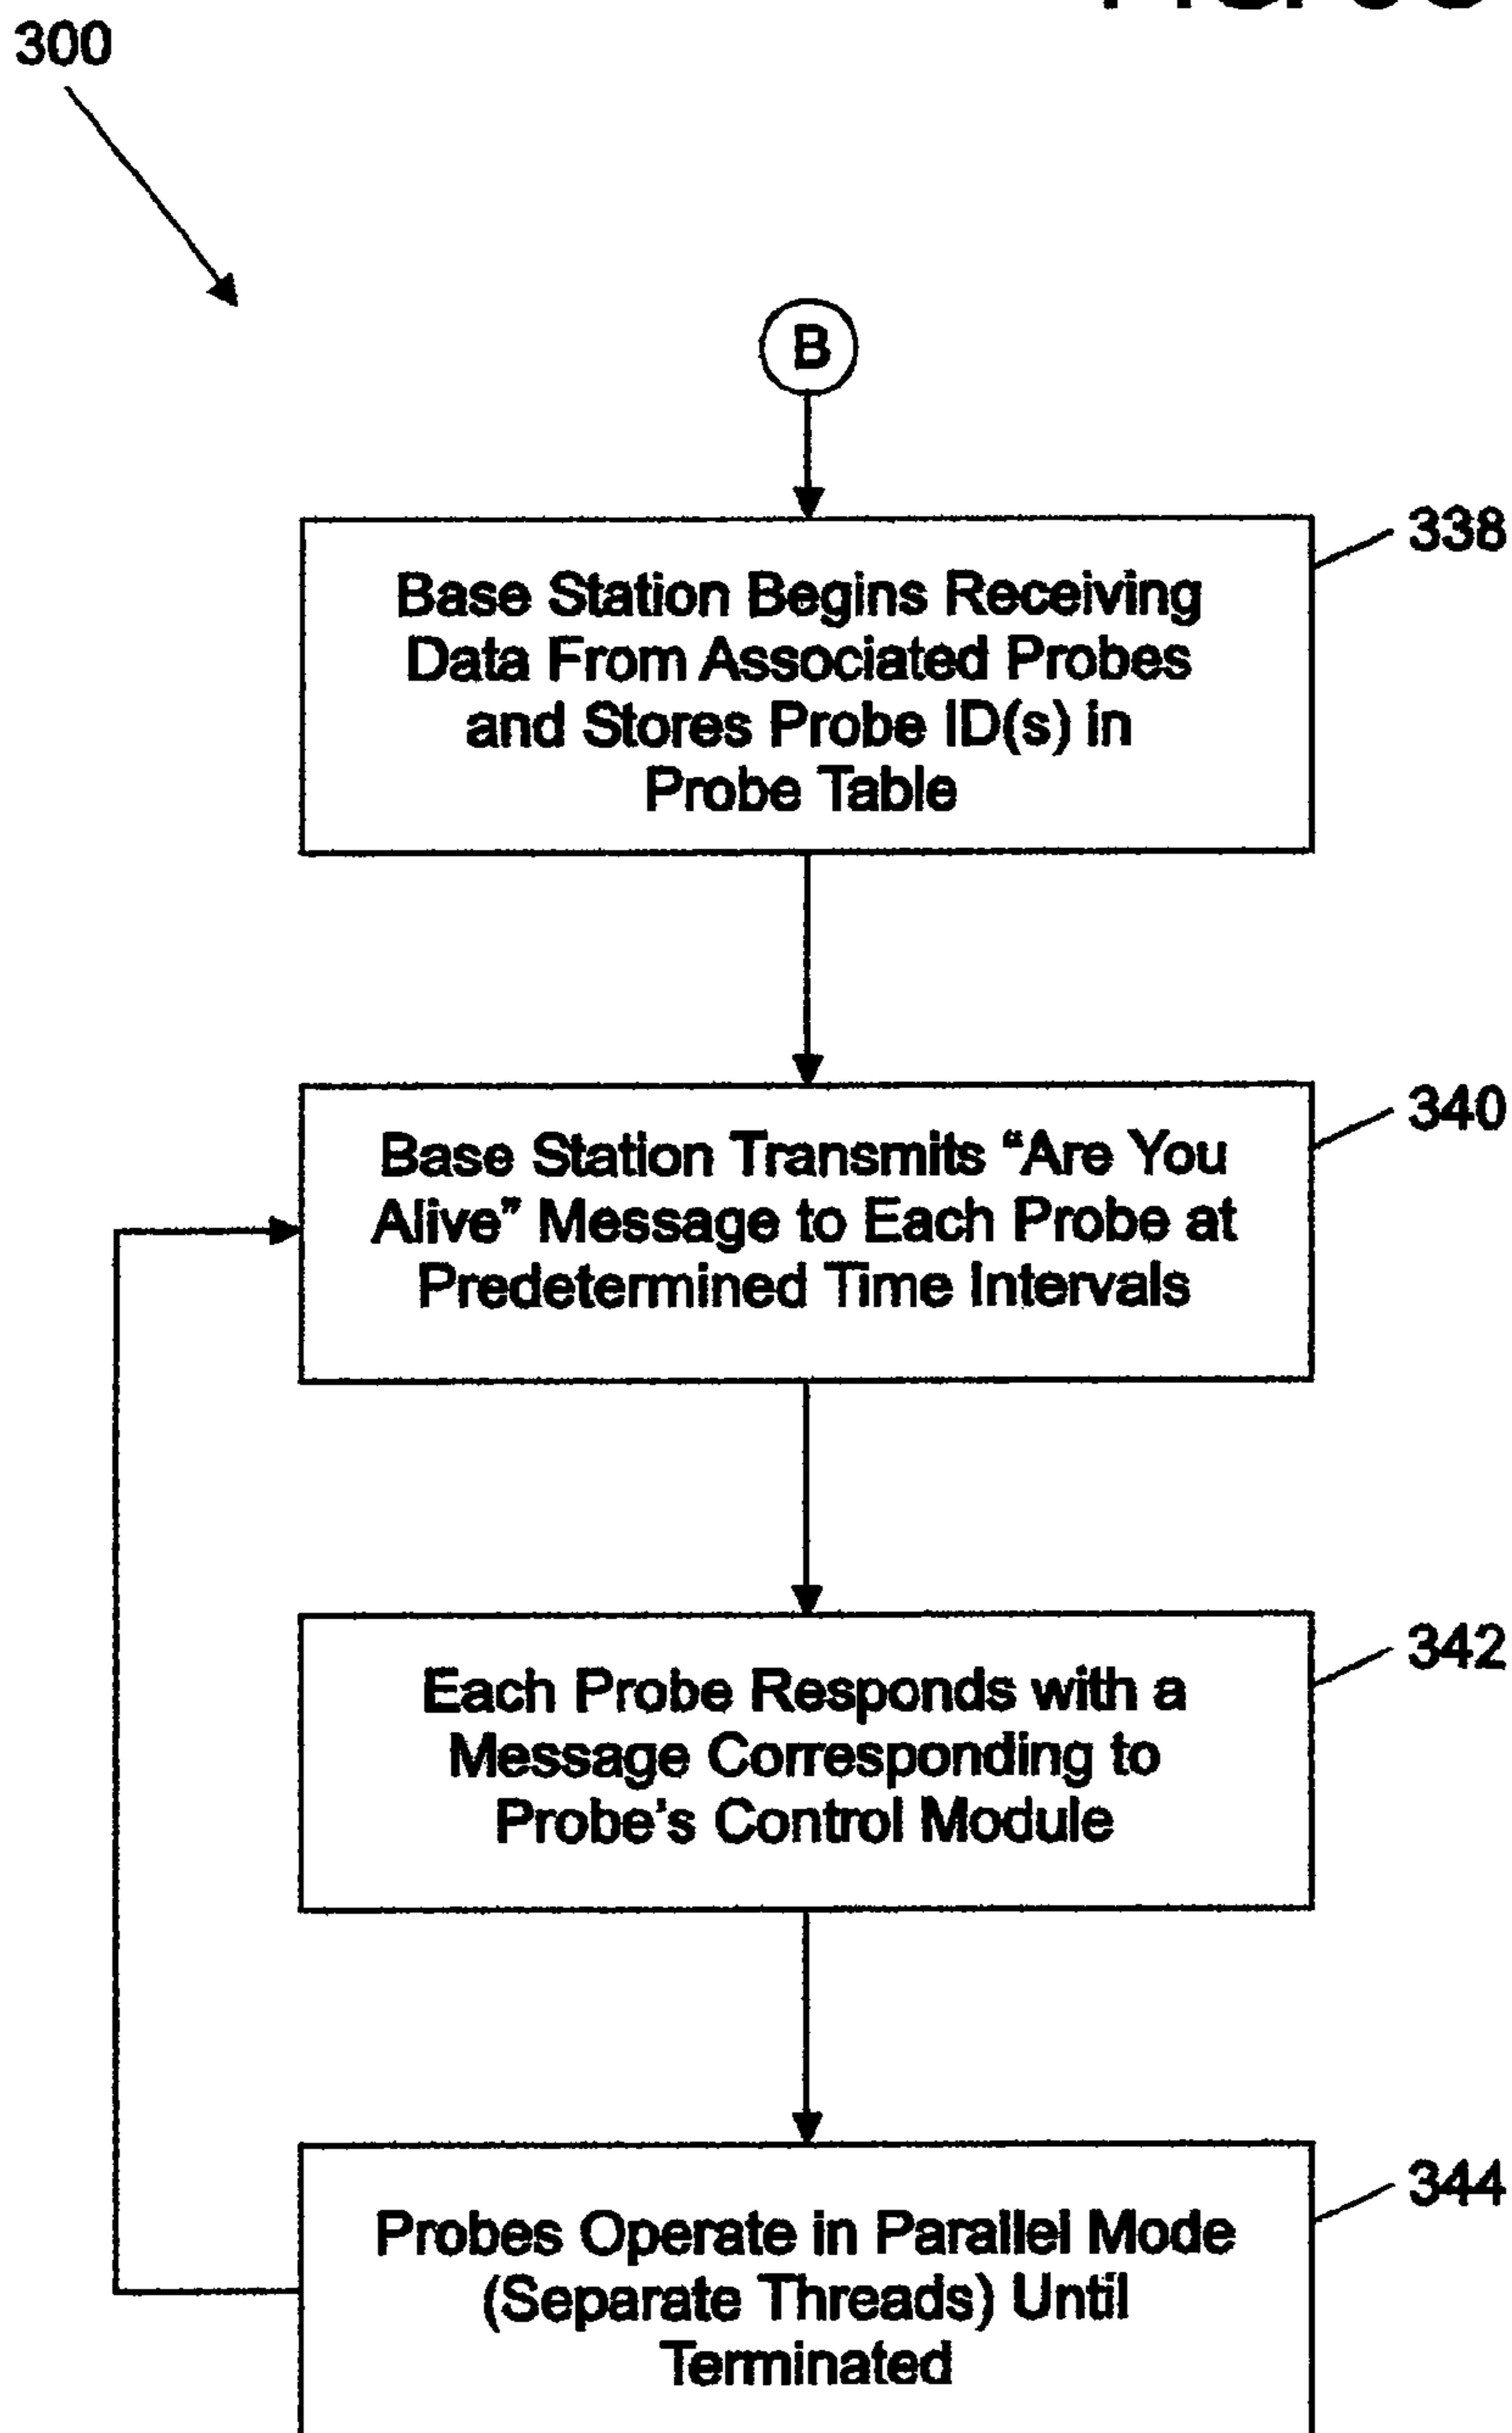 300
B
338
Base Station Begins Receiving
Data From Associated Probes
and Stores Probe ID(s) in
Probe Table
340
Base Station Transmits “Are You
Alive” Message to Each Probe at
Predetermined Time Intervals
342
Each Probe Responds with a
Message Corresponding to
Probe's Control Module
344
Probes Operate in Parallel Mode
(Separate Threads) Until
Terminated